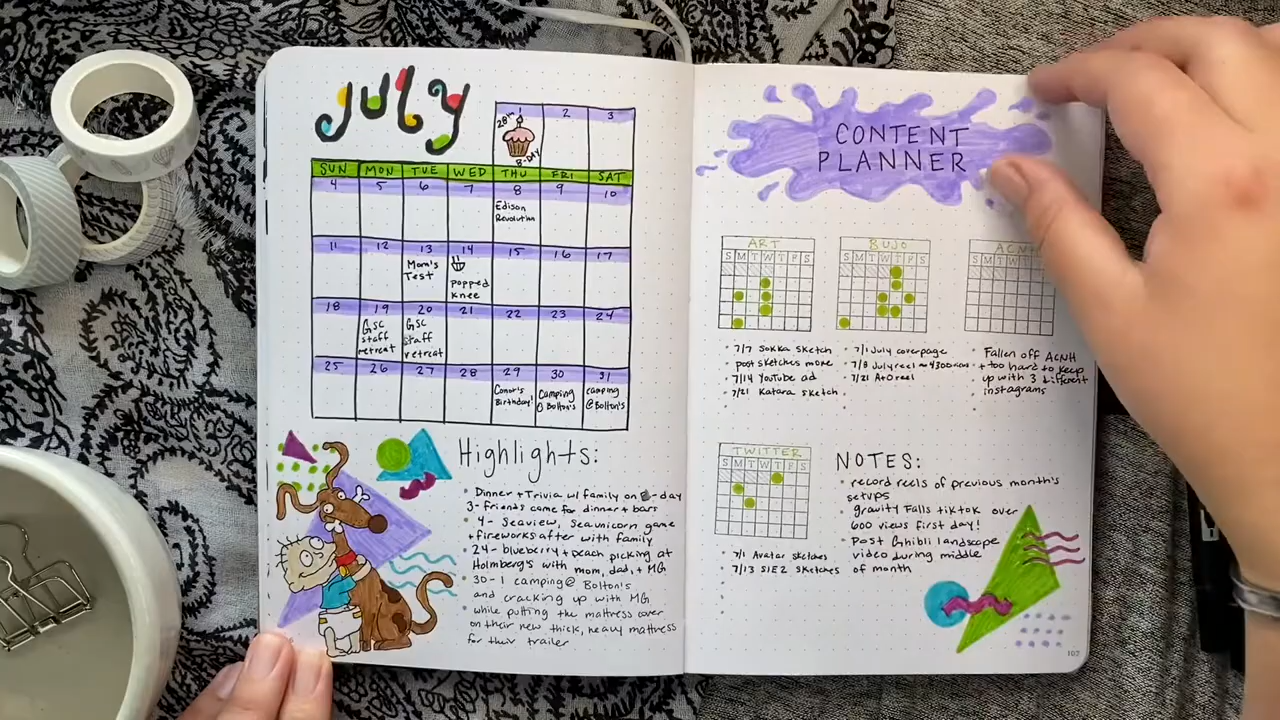 July
28th
B-DAY
1 2 3
SUN MON TUE WED THU FRI SAT
4 5 6 7 8 9 10
Edison
Revolution
11 12 13 14 15 16 17
Mom's
Test
popped
knee
18 19 20 21 22 23 24
GSC
staff
retreat
GSC
staff
retreat
25 26 27 28 29 30 31
Conor's
Birthday!
Camping
@ Bolton's
camping
@ Bolton's
Highlights:
Dinner + Trivia w/ family on B-day
3- friends came for dinner + bars
4- Seaview, Seaunicorn game
+ fireworks after with family
24- blueberry + peach picking at
Holmberg's with mom, dad, + MG
30-1 camping @ Bolton's
and cracking up with MG
while putting the mattress cover
on their new thick, heavy mattress
for their trailer
CONTENT
PLANNER
ART
S M T W T F S
7/7 Sokka sketch
post sketches more
7/14 YouTube ad
7/21 Katara sketch
BUJO
S M T W T F S
7/1 July coverpage
7/8 July reel ~4300 views
7/21 AtO reel
ACNH
S M T W T
Fallen off ACNH
+ too hard to keep
up with 3 different
instagrams
TWITTER
S M T W T F S
7/1 Avatar sketches
7/13 S1E2 sketches
NOTES:
record reels of previous month's
setups
gravity Falls tiktok over
600 views first day!
Post Ghibli landscape
video during middle
of month
107